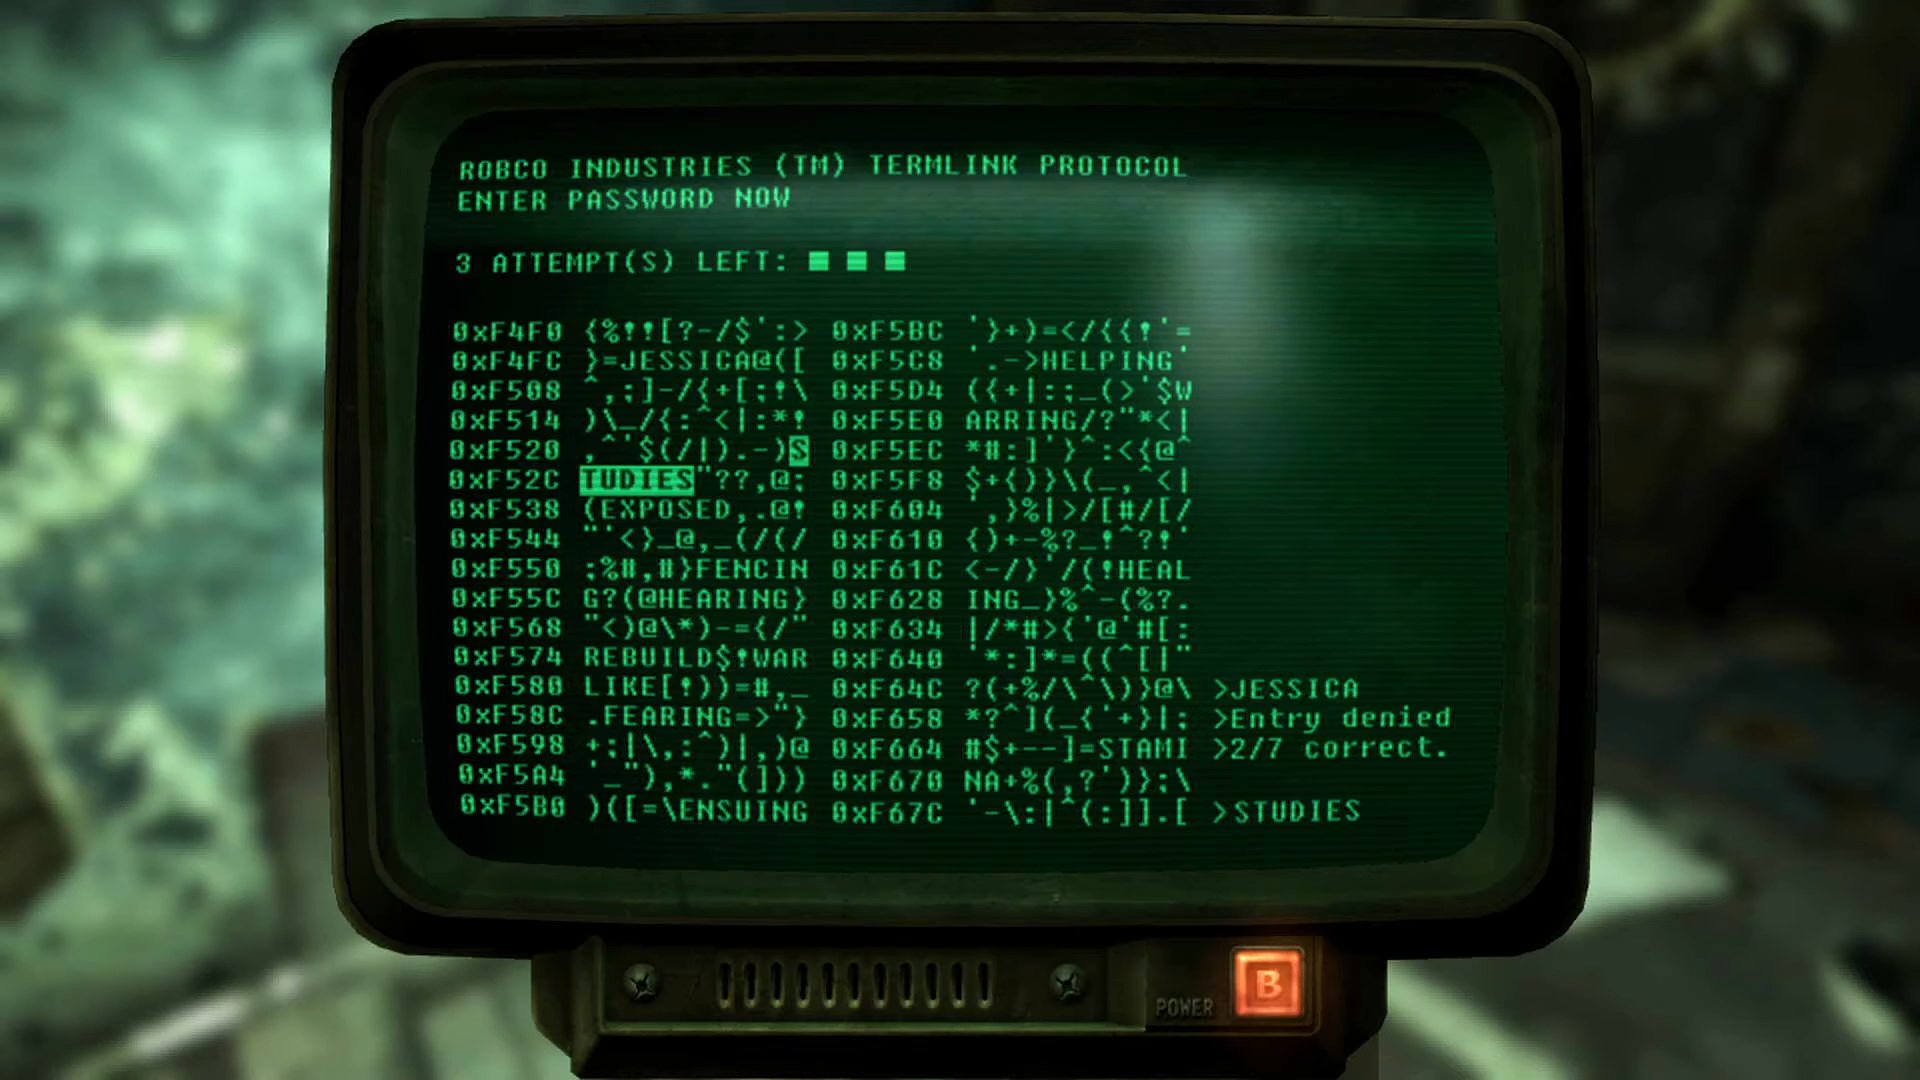 ROBCO INDUSTRIES (TM) TERMLINK PROTOCOL
ENTER PASSWORD NOW
3 ATTEMPT(S) LEFT: ■ ■ ■
0xF4F0 {%!![?-/$':> 0xF5BC '}+)=</{{!'=
0xF4FC }=JESSICA@([ 0xF5C8 '.->HELPING'
0xF508 ^,;]-/{+[;!\ 0xF5D4 ({+|:;_(>'$W
0xF514 )\_/{:^<|:*! 0xF5E0 ARRING/?"*<|
0xF520 ,^'$(/|).-)S 0xF5EC *#:]'}^:<{@^
0xF52C TUDIES"??,@; 0xF5F8 $+{)}\(_,^<|
0xF538 (EXPOSED,.@! 0xF604 ',}%|>/[#/[/
0xF544 "'<}_@,_(/(/ 0xF610 {)+-%?_!^?!'
0xF550 ;%#,#}FENCIN 0xF61C <-/}'/(!HEAL
0xF55C G?(@HEARING} 0xF628 ING_}%^-(%?.
0xF568 "<)@\*)-={/" 0xF634 |/*#>{'@'#[:
0xF574 REBUILD$!WAR 0xF640 '*:]*=((^[|"
0xF580 LIKE[!))=#,_ 0xF64C ?(+%/\^\)}@\ >JESSICA
0xF58C .FEARING=>"} 0xF658 *?^](_{'+}|; >Entry denied
0xF598 +;|\,:^)|,)@ 0xF664 #$+--]=STAMI >2/7 correct.
0xF5A4 '_"),*."(])) 0xF670 NA+%(,?')};\
0xF5B0 )([=\ENSUING 0xF67C '-\:|^(:]].[ >STUDIES
POWER
B